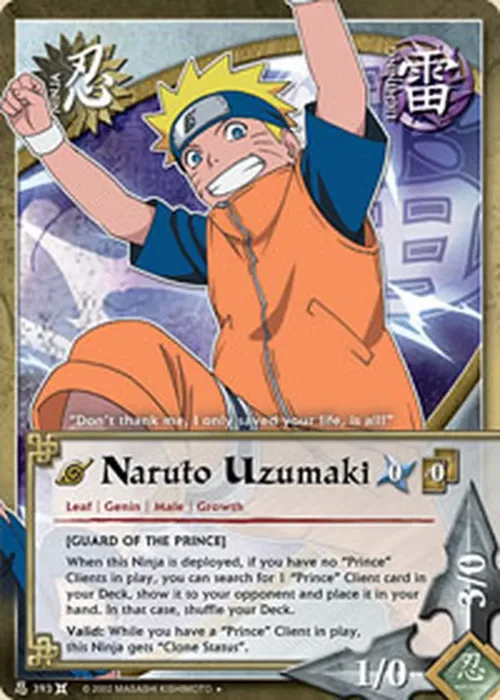 忍
NINJA
雷
LIGHTNING
"Don't thank me, I only saved your life, is all!"
Naruto Uzumaki 0 0
Leaf | Genin | Male | Growth
[GUARD OF THE PRINCE]
When this Ninja is deployed, if you have no "Prince"
Clients in play, you can search for 1 "Prince" Client card in
your Deck, show it to your opponent and place it in your
hand. In that case, shuffle your Deck.
Valid: While you have a "Prince" Client in play,
this Ninja gets "Clone Status".
3/0
1/0
忍
393
© 2002 MASASHI KISHIMOTO